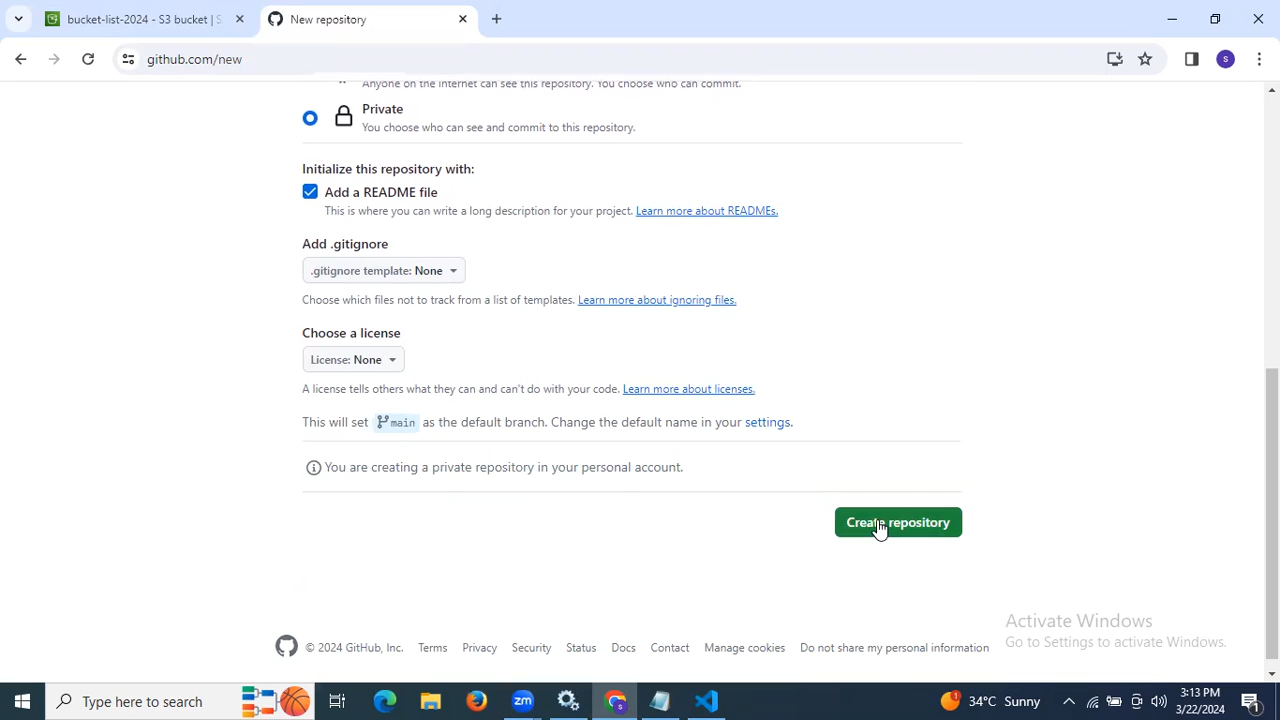 bucket-list-2024 - S3 bucket | S
New repository
github.com/new
S
Anyone on the internet can see this repository. You choose who can commit.
Private
You choose who can see and commit to this repository.
Initialize this repository with:
Add a README file
This is where you can write a long description for your project. Learn more about READMEs.
Add .gitignore
.gitignore template: None
Choose which files not to track from a list of templates. Learn more about ignoring files.
Choose a license
License: None
A license tells others what they can and can't do with your code. Learn more about licenses.
This will set main as the default branch. Change the default name in your settings.
You are creating a private repository in your personal account.
Create repository
Activate Windows
Go to Settings to activate Windows.
© 2024 GitHub, Inc. Terms Privacy Security Status Docs Contact Manage cookies Do not share my personal information
Type here to search
zm
1
34°C Sunny
3:13 PM
3/22/2024
1